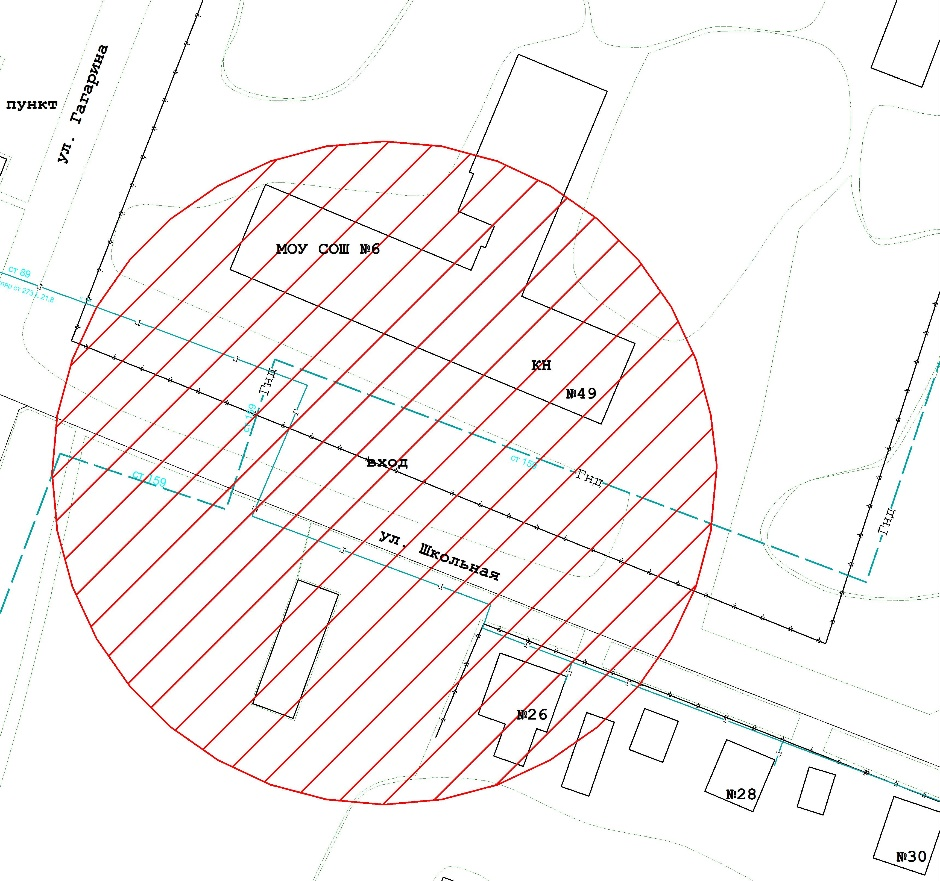 ул. Гагарина
пункт
МОУ СОШ №6
ст 89
кн
№49
Гнд
вход
ст 159
Гнд
Гнд
ул. Школьная
№26
№28
№30